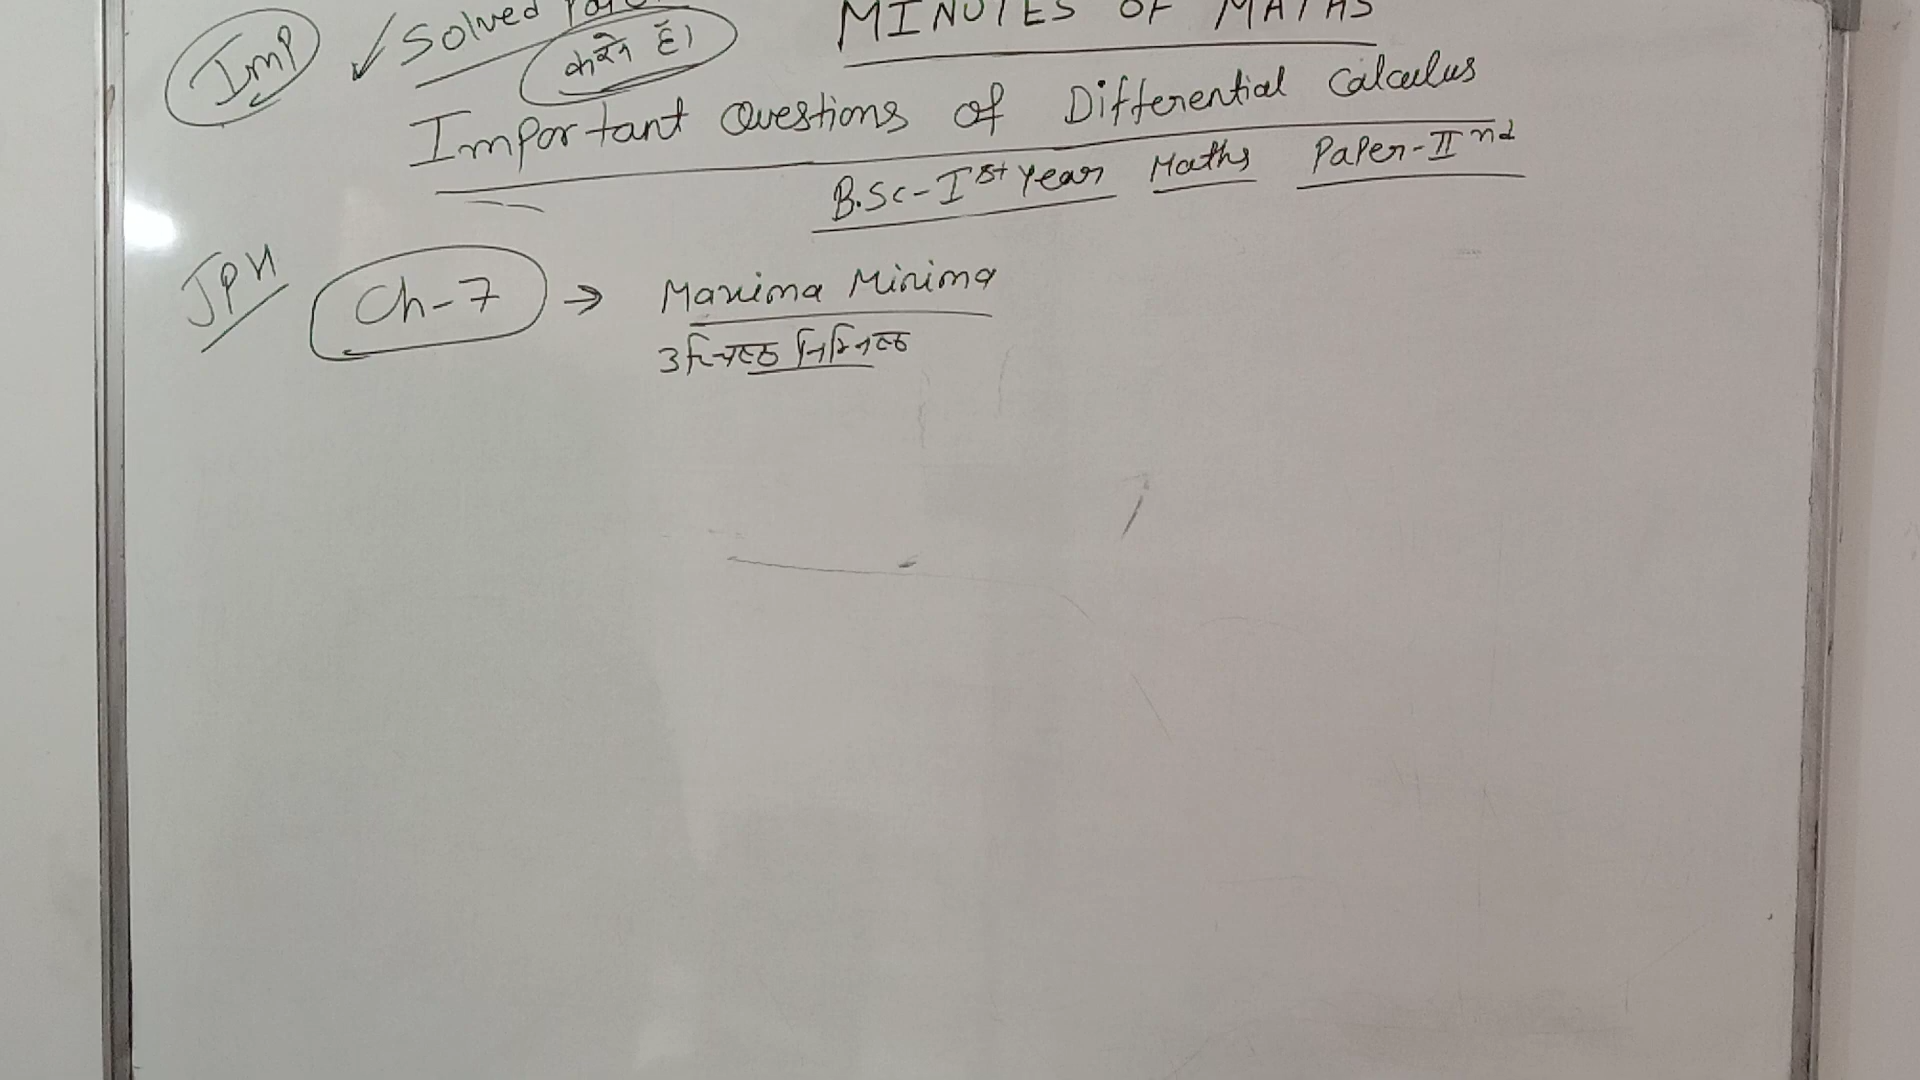 Imp ✓ Solved
करने हैं।
MINUTES OF MATHS
Important Questions of Differential Calculus
B.Sc-Ist Year Maths Paper-IInd
JPH Ch-7 → Maxima Minima
उच्चिष्ठ निम्निष्ठ